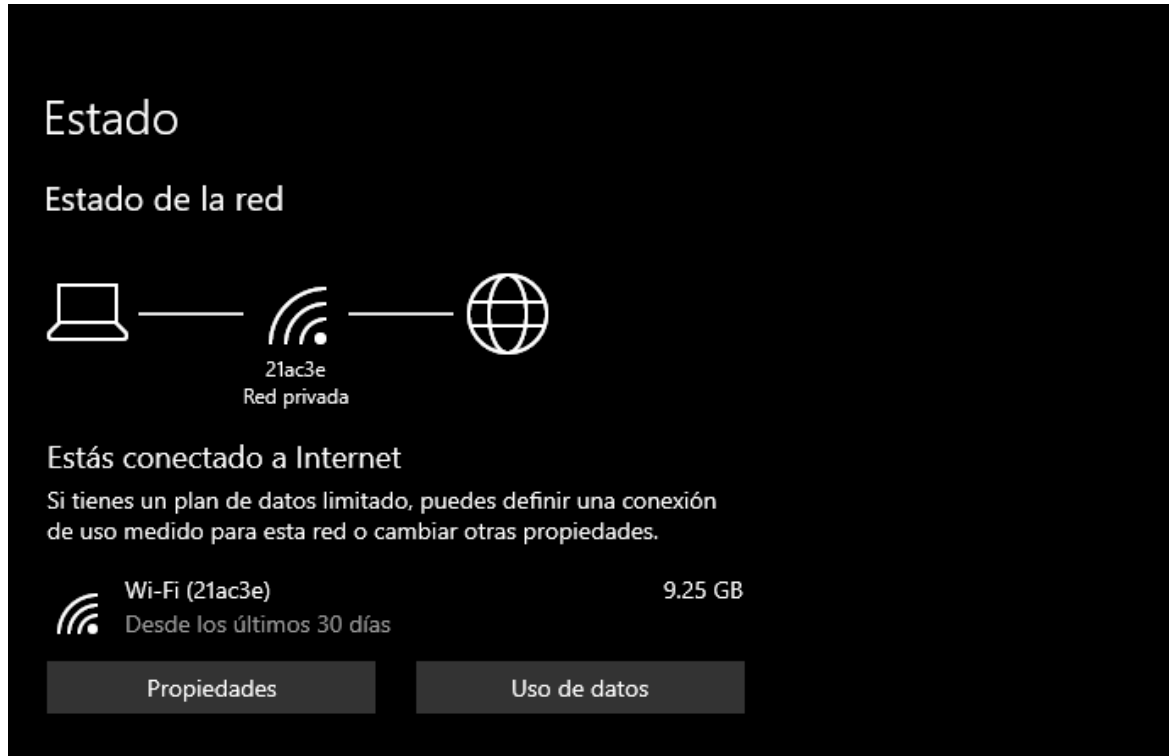 Estado
Estado de la red
21ac3e
Red privada
Estás conectado a Internet
Si tienes un plan de datos limitado, puedes definir una conexión
de uso medido para esta red o cambiar otras propiedades.
Wi-Fi (21ac3e) 9.25 GB
Desde los últimos 30 días
Propiedades Uso de datos